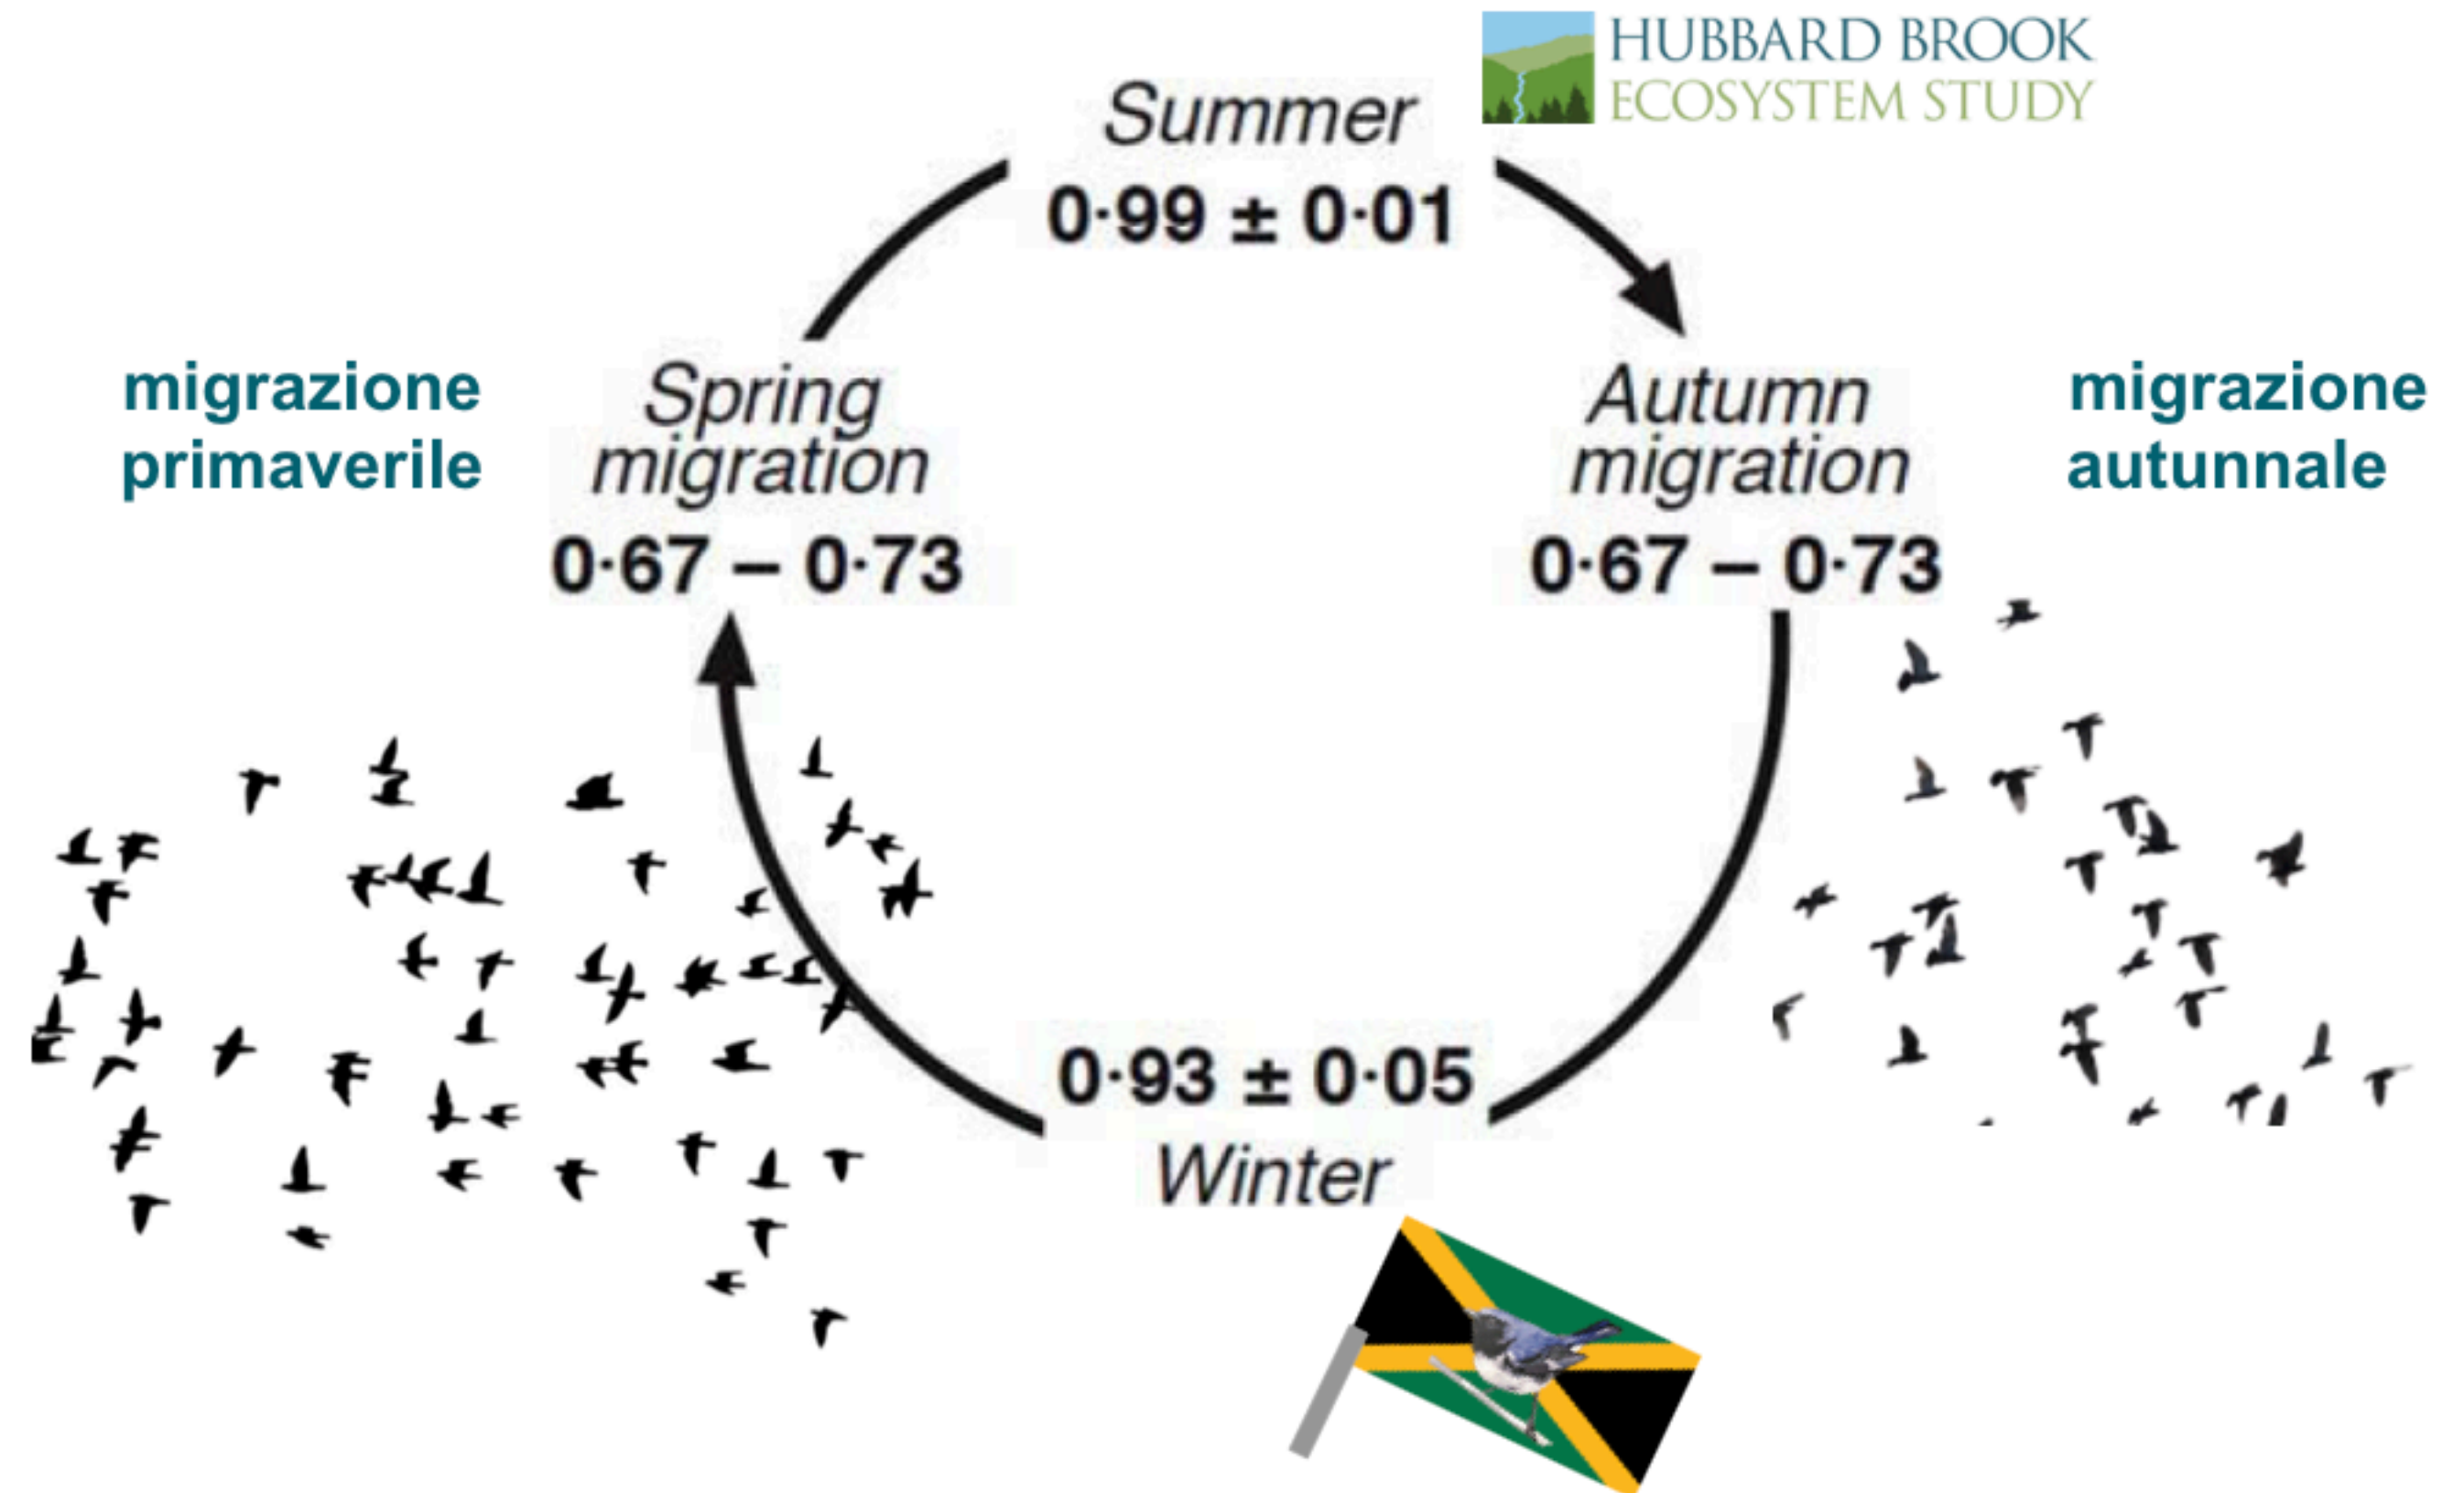 HUBBARD BROOK
ECOSYSTEM STUDY
Summer
0·99 ± 0·01
migrazione
primaverile
Spring
migration
0·67 – 0·73
Autumn
migration
0·67 – 0·73
migrazione
autunnale
0·93 ± 0·05
Winter